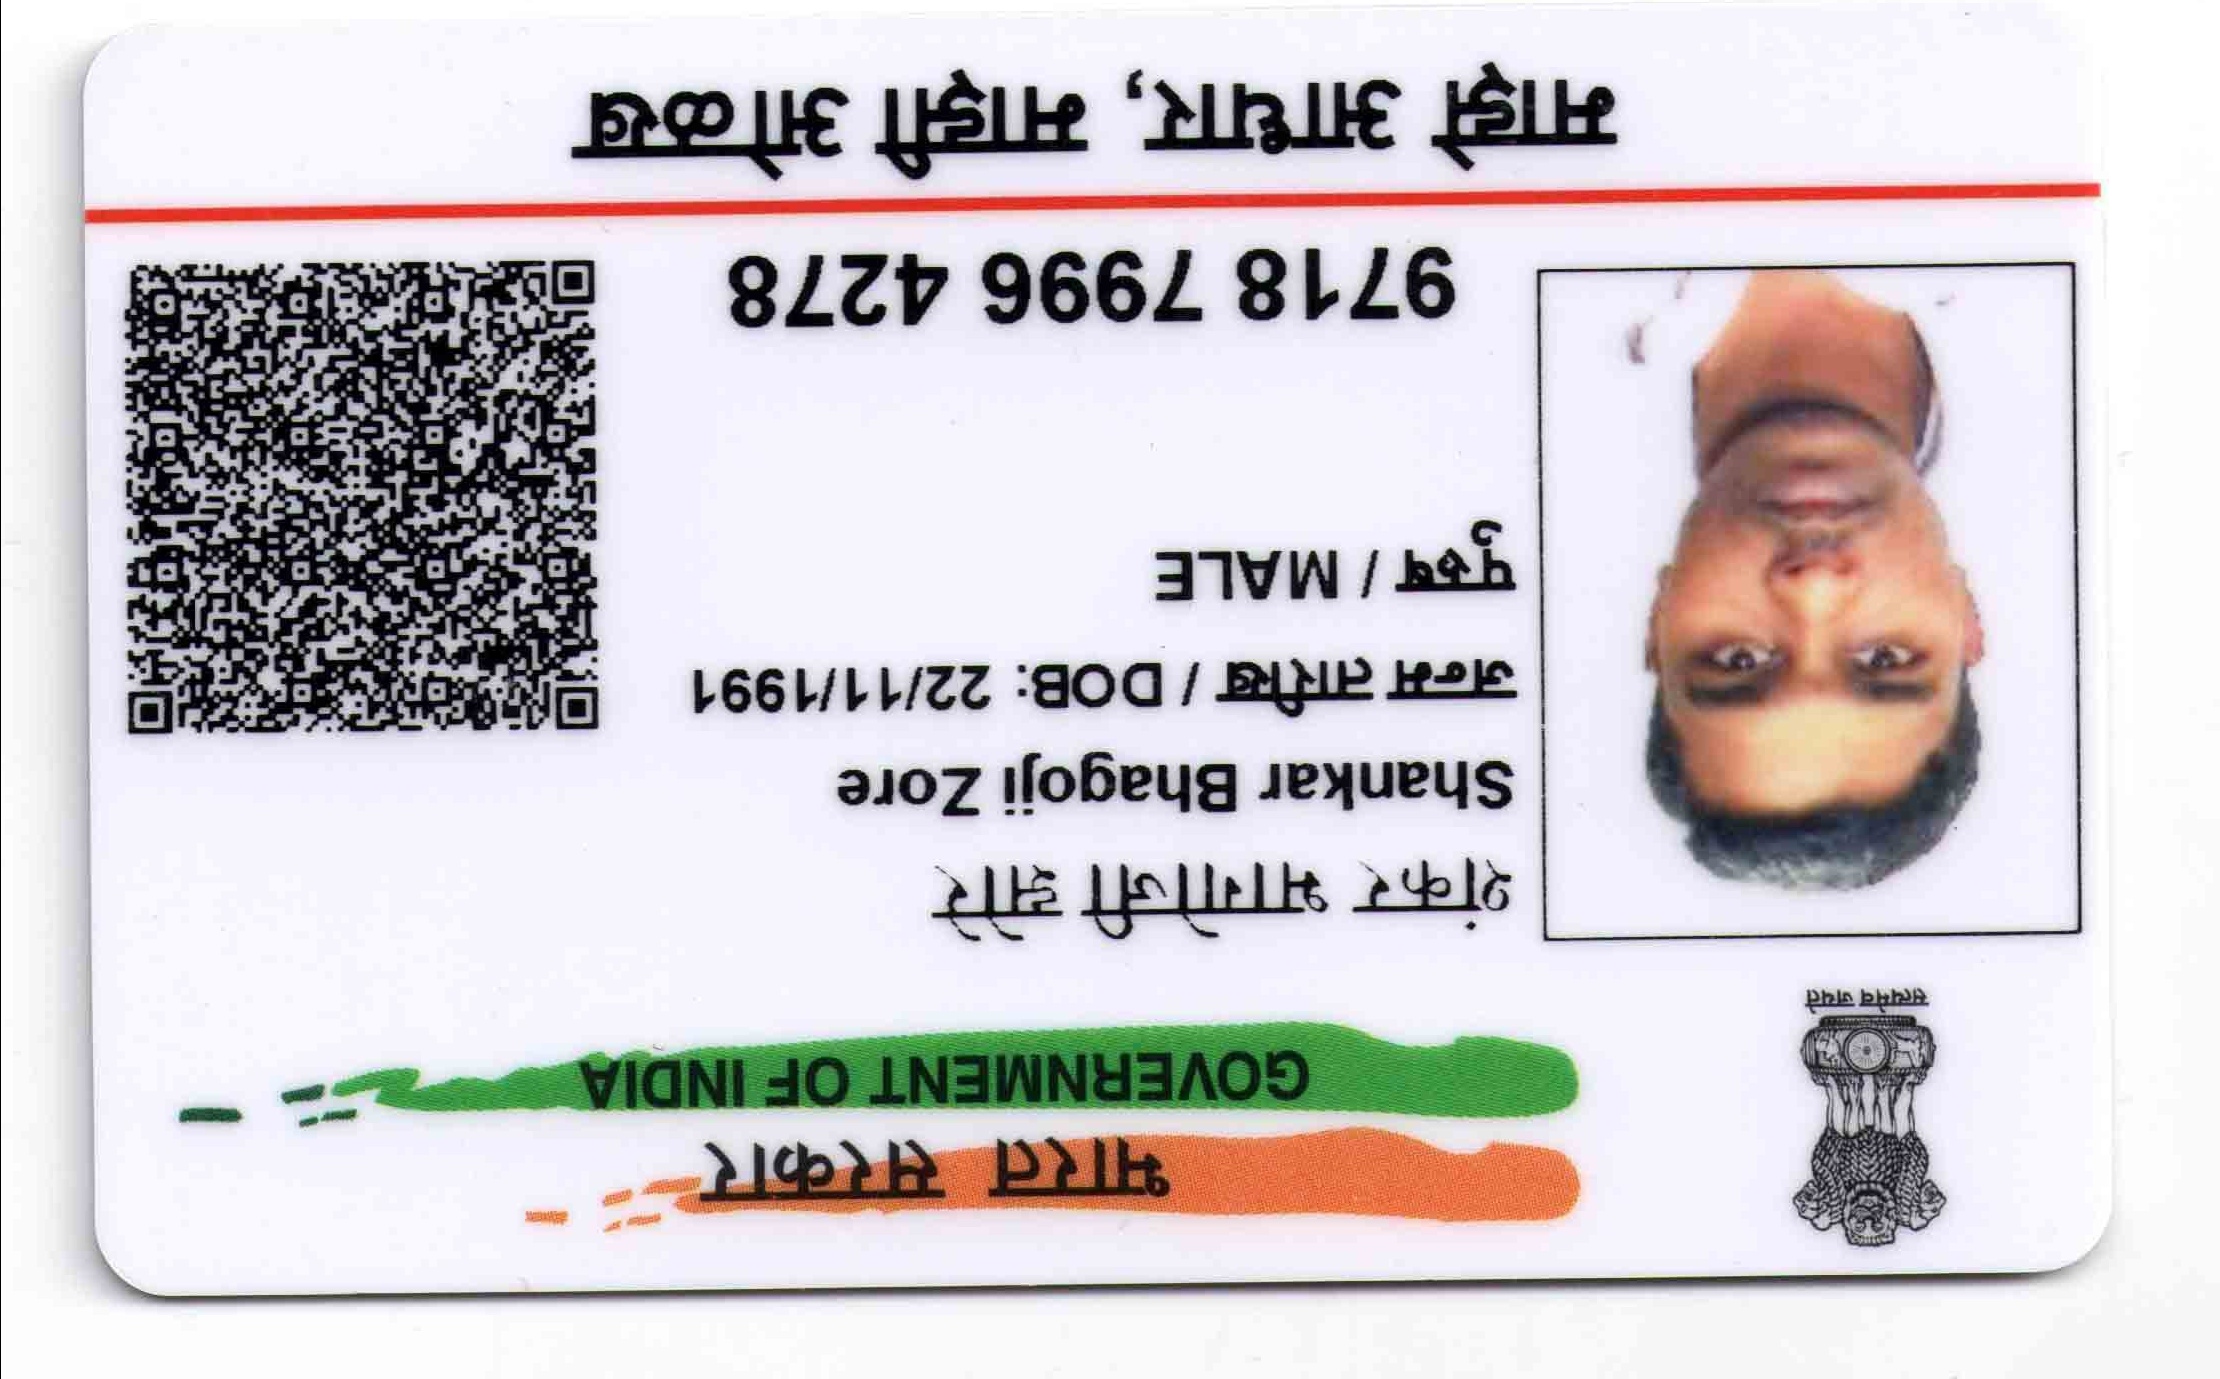 भारत सरकार
GOVERNMENT OF INDIA
सत्यमेव जयते
शंकर भागोजी झोरे
Shankar Bhagoji Zore
जन्म तारीख / DOB: 22/11/1991
पुरुष / MALE
9718 7996 4278
माझे आधार, माझी ओळख